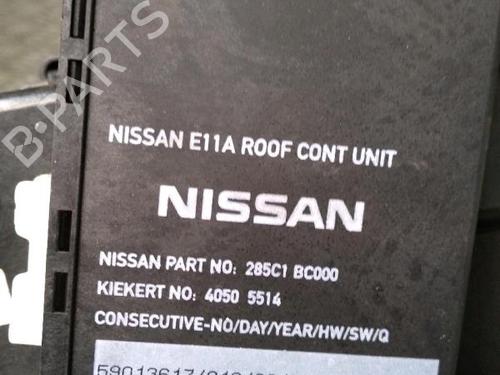 B-PARTS
NISSAN E11A ROOF CONT UNIT
NISSAN
NISSAN PART NO: 285C1 BC000
KIEKERT NO: 4050 5514
CONSECUTIVE-NO/DAY/YEAR/HW/SW/Q